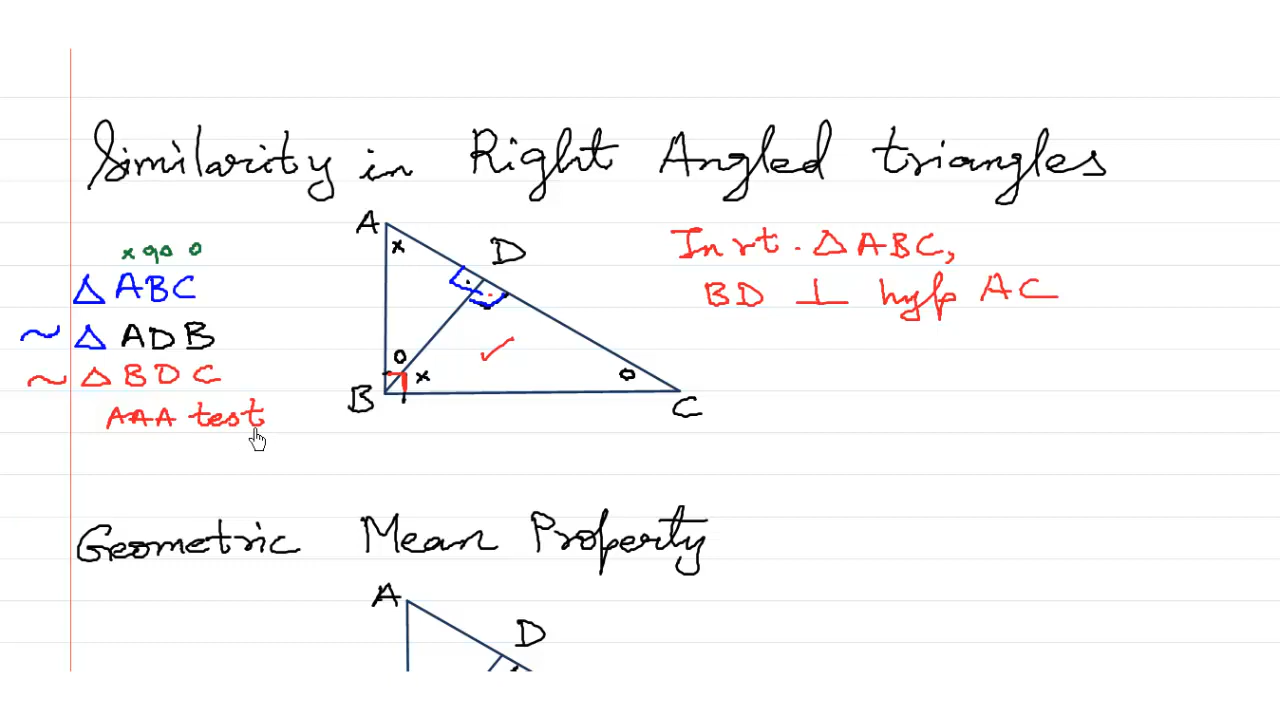 Similarity in Right Angled triangles
x 90 o
△ ABC
~ △ ADB
~ △ BDC
AAA test
A
x
D
o
x
o
B
C
In rt. △ ABC,
BD ⊥ hyp AC
Geometric Mean Property
A
D